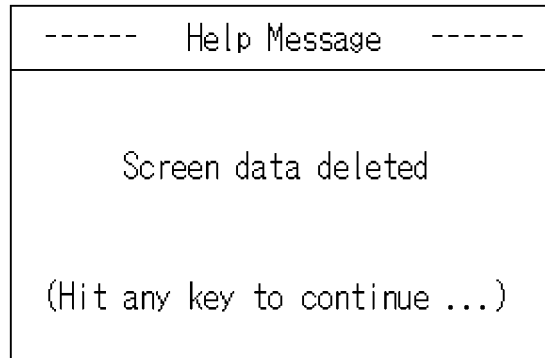 ------ Help Message ------
Screen data deleted
(Hit any key to continue ...)